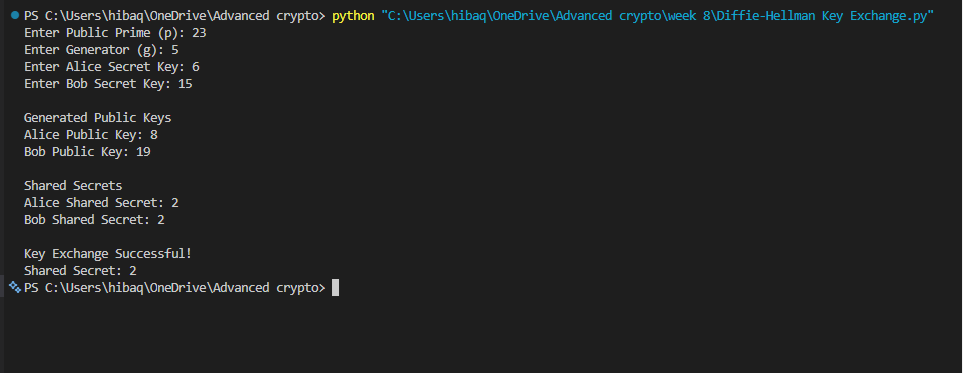 PS C:\Users\hibaq\OneDrive\Advanced crypto> python "C:\Users\hibaq\OneDrive\Advanced crypto\week 8\Diffie-Hellman Key Exchange.py"
Enter Public Prime (p): 23
Enter Generator (g): 5
Enter Alice Secret Key: 6
Enter Bob Secret Key: 15
Generated Public Keys
Alice Public Key: 8
Bob Public Key: 19
Shared Secrets
Alice Shared Secret: 2
Bob Shared Secret: 2
Key Exchange Successful!
Shared Secret: 2
PS C:\Users\hibaq\OneDrive\Advanced crypto>